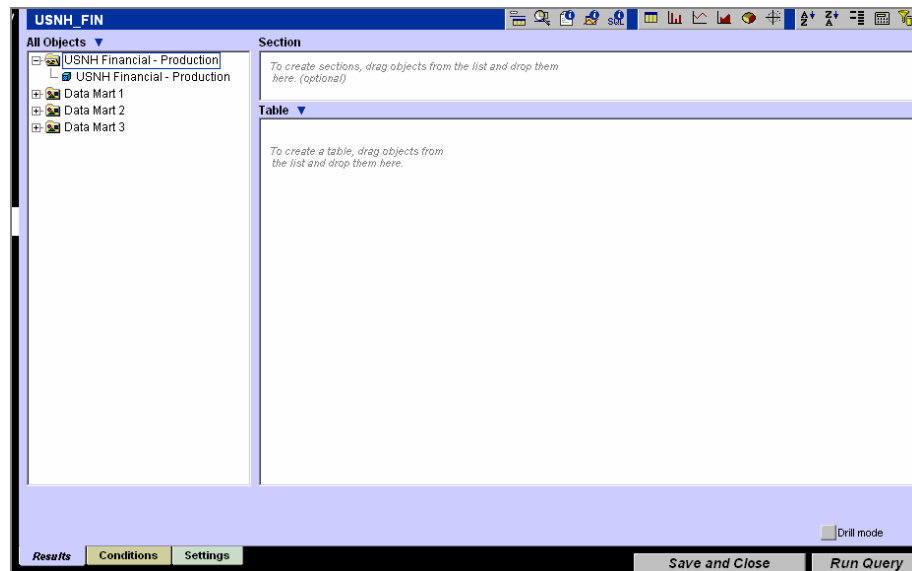 USNH_FIN
SQL
All Objects
Section
USNH Financial - Production
USNH Financial - Production
Data Mart 1
Data Mart 2
Data Mart 3
To create sections, drag objects from the list and drop them
here. (optional)
Table
To create a table, drag objects from
the list and drop them here.
Drill mode
Results
Conditions
Settings
Save and Close
Run Query